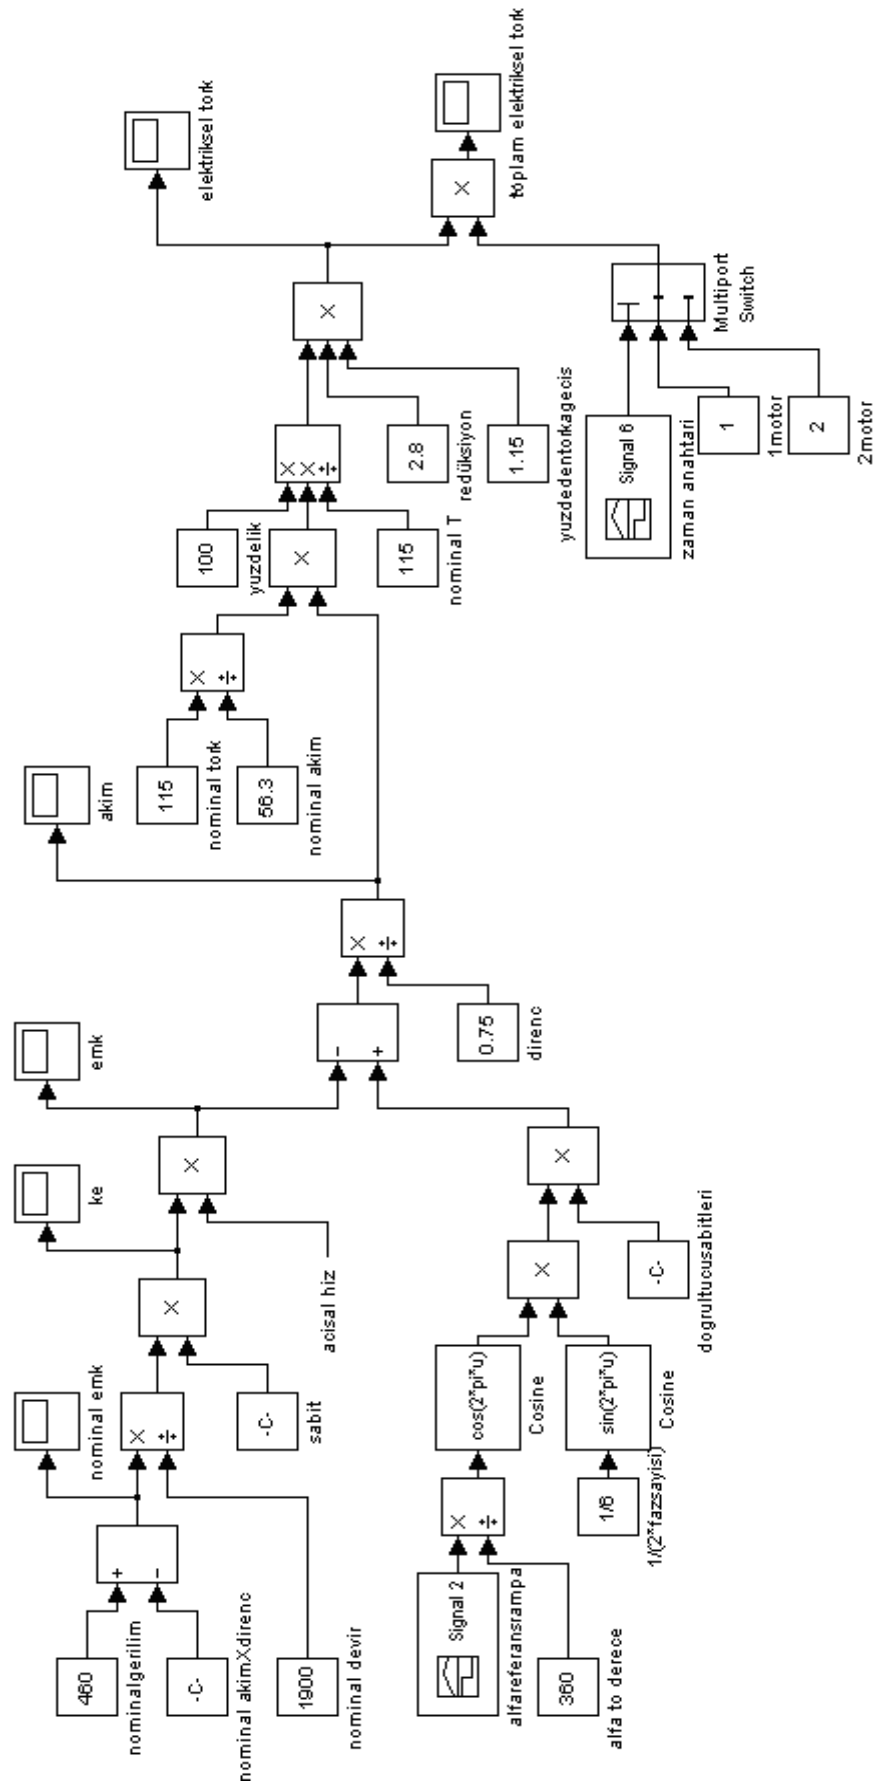 460
nominalgerilim
-C-
nominal akimXdirenc
1900
nominal devir
+
-
nominal emk
×
÷
-C-
sabit
×
ke
acisal hiz
×
emk
Signal 2
alfareferansrampa
360
alfa to derece
×
÷
cos(2*pi*u)
Cosine
1/6
1/(2*fazsayisi)
sin(2*pi*u)
Cosine
×
-C-
dogrultucusabitleri
×
-
+
0.75
direnc
×
÷
akim
115
nominal tork
56.3
nominal akim
×
÷
×
100
yuzdelik
115
nominal T
×
×
÷
2.8
redüksiyon
1.15
yuzdedentorkagecis
×
elektriksel tork
Signal 6
zaman anahtari
1
1motor
2
2motor
Multiport
Switch
×
toplam elektriksel tork